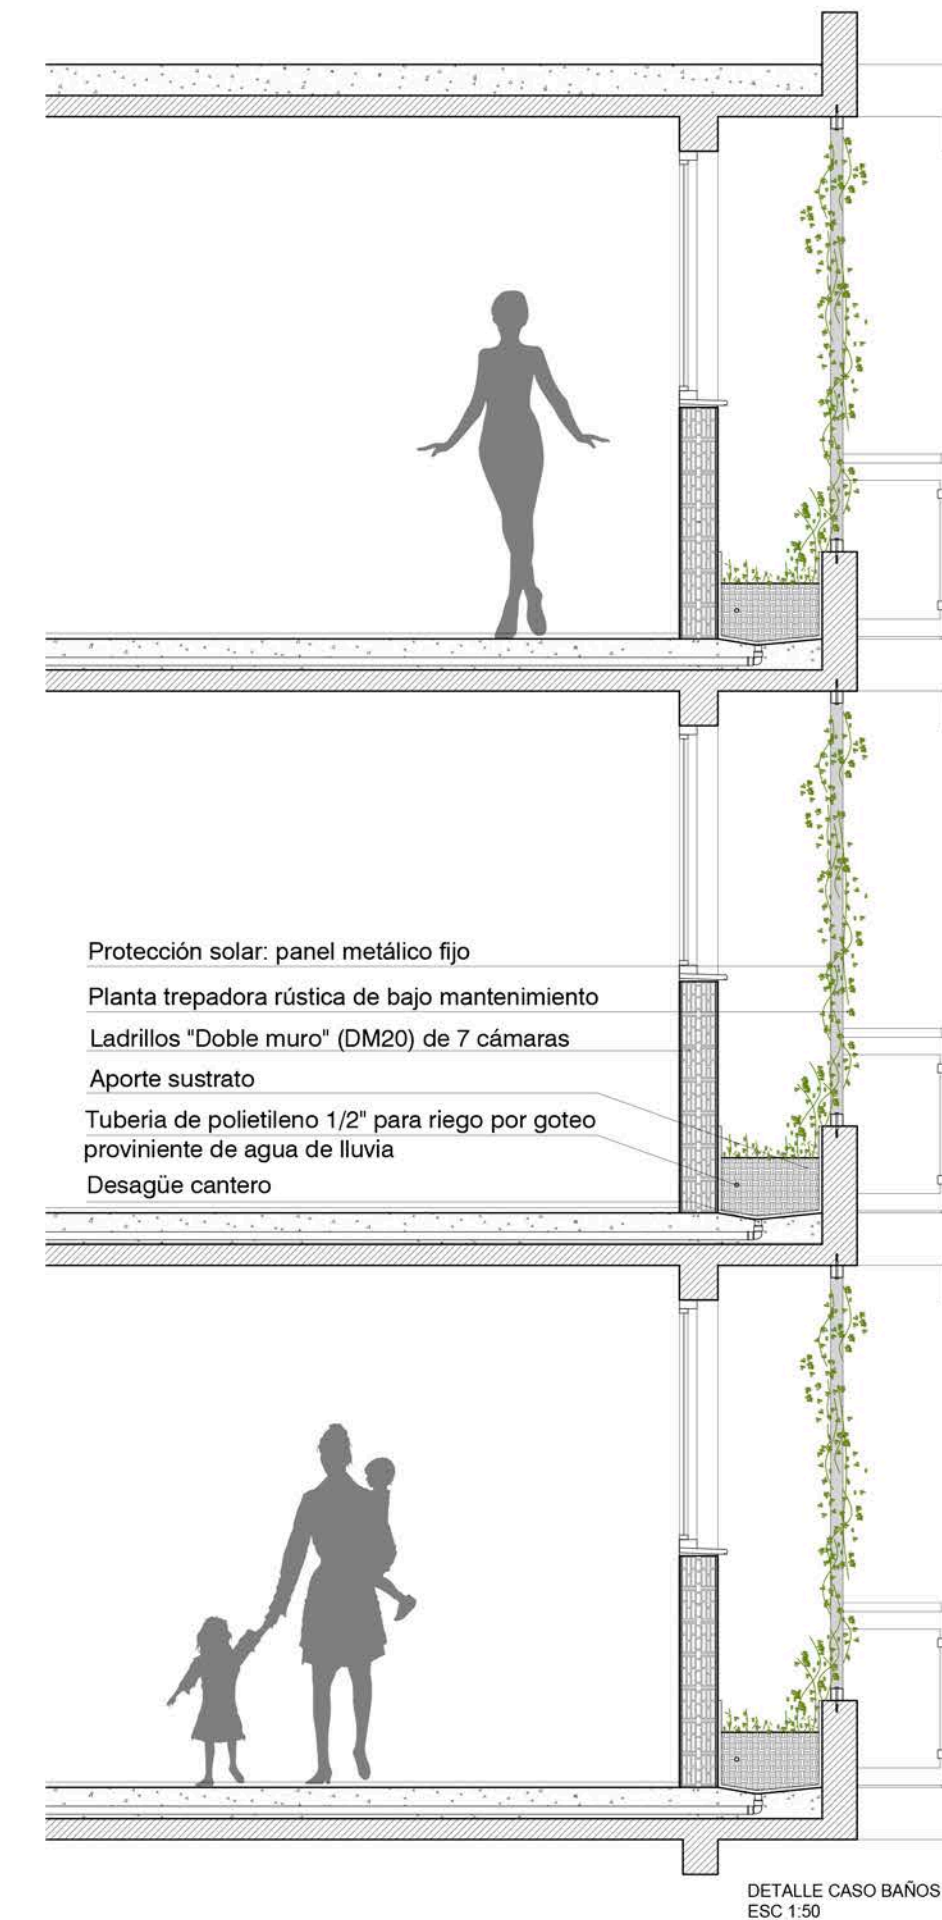 Protección solar: panel metálico fijo
Planta trepadora rústica de bajo mantenimiento
Ladrillos "Doble muro" (DM20) de 7 cámaras
Aporte sustrato
Tuberia de polietileno 1/2" para riego por goteo
proviniente de agua de lluvia
Desagüe cantero
DETALLE CASO BAÑOS
ESC 1:50